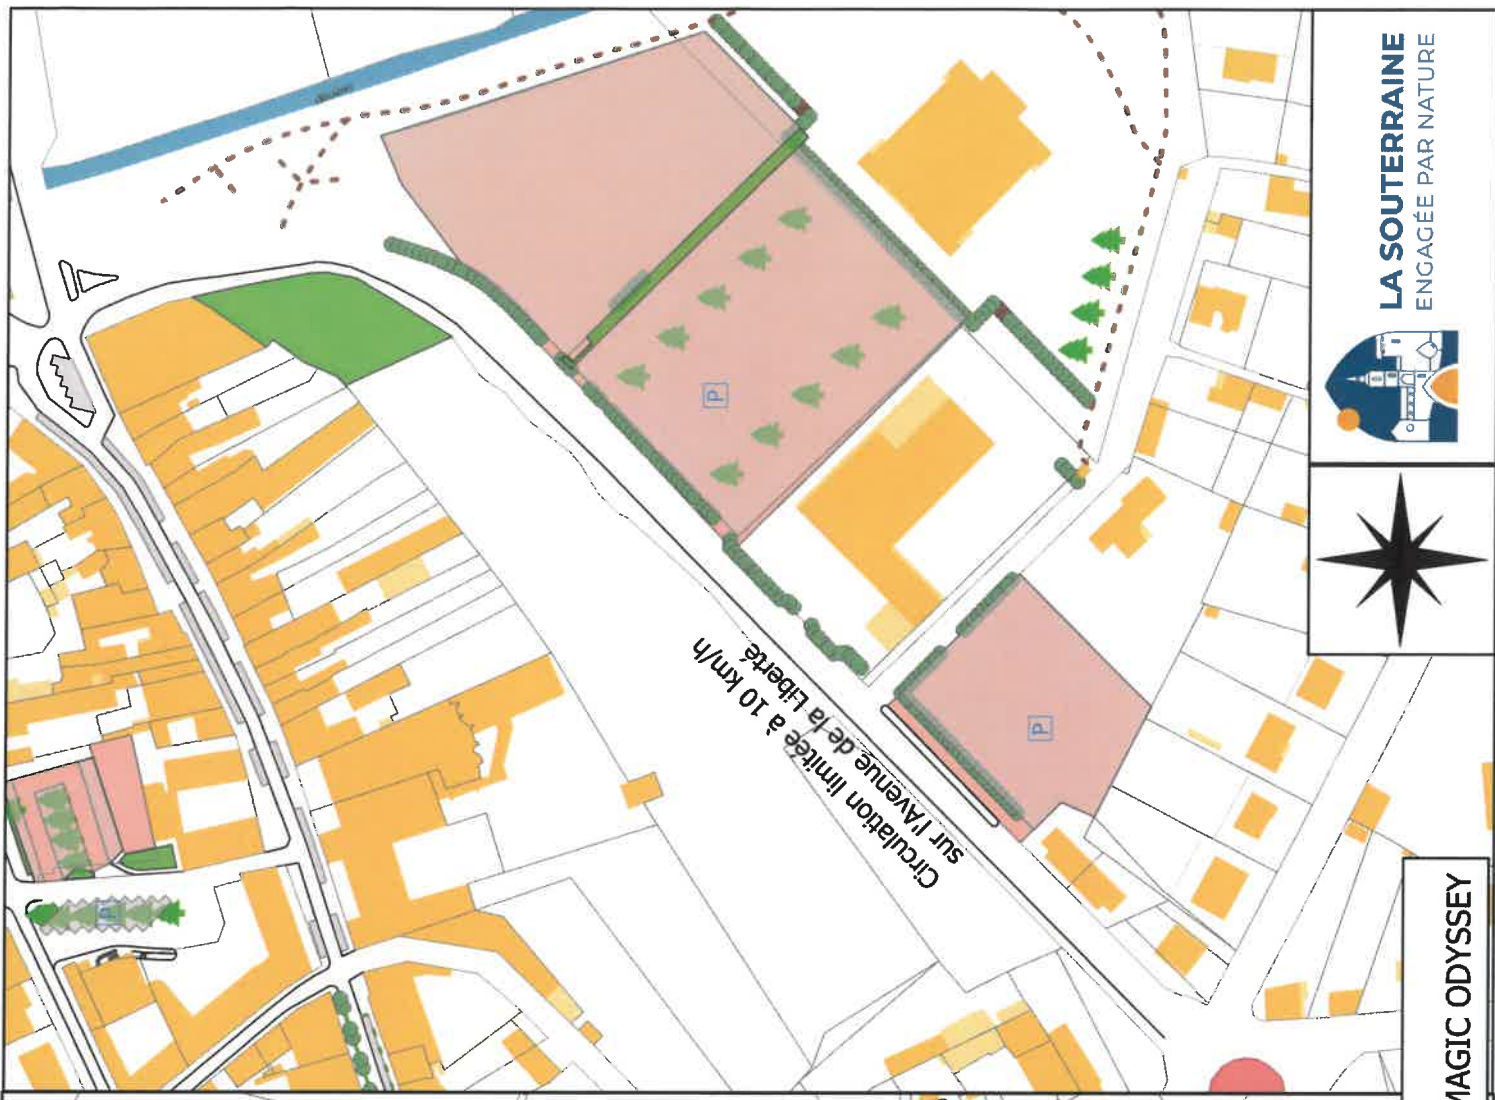 LA SOUTERRAINE
ENGAGÉE PAR NATURE
Circulation limitée à 10 km/h
sur l'Avenue de la Liberté
P
P
P
MAGIC ODYSSEY